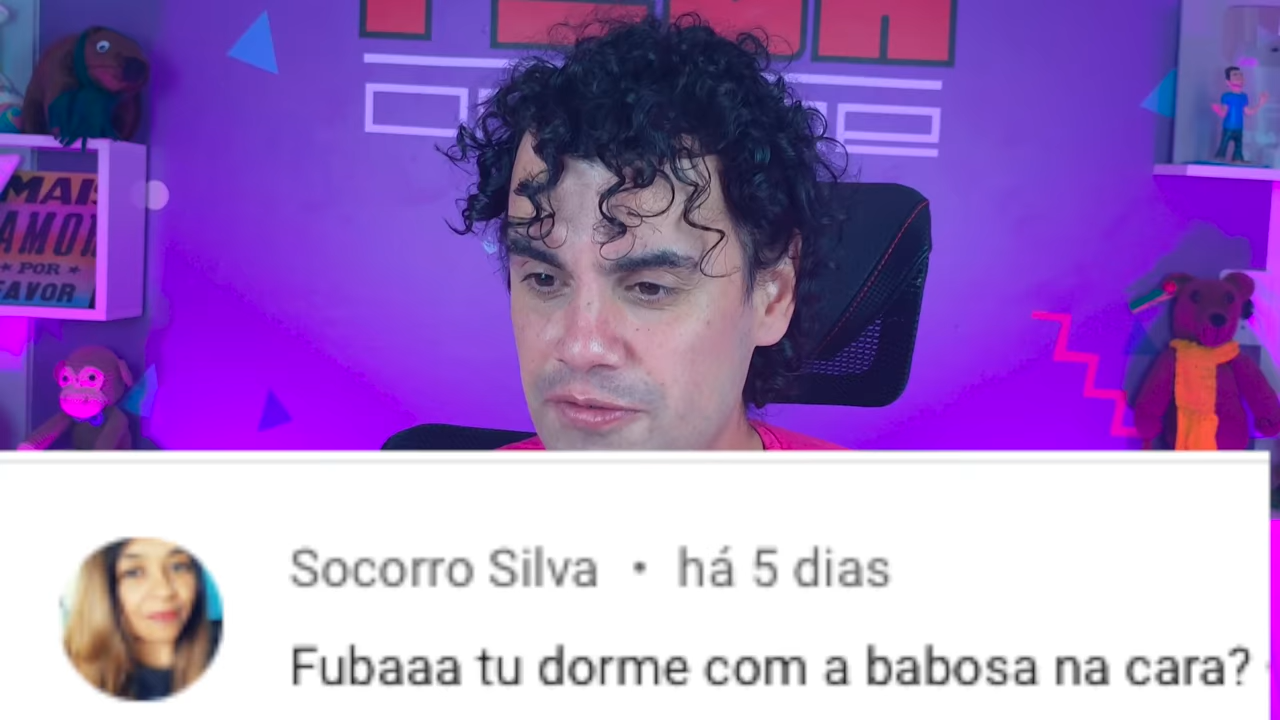 MAIS
AMOR
POR
FAVOR
Socorro Silva • há 5 dias
Fubaaa tu dorme com a babosa na cara?